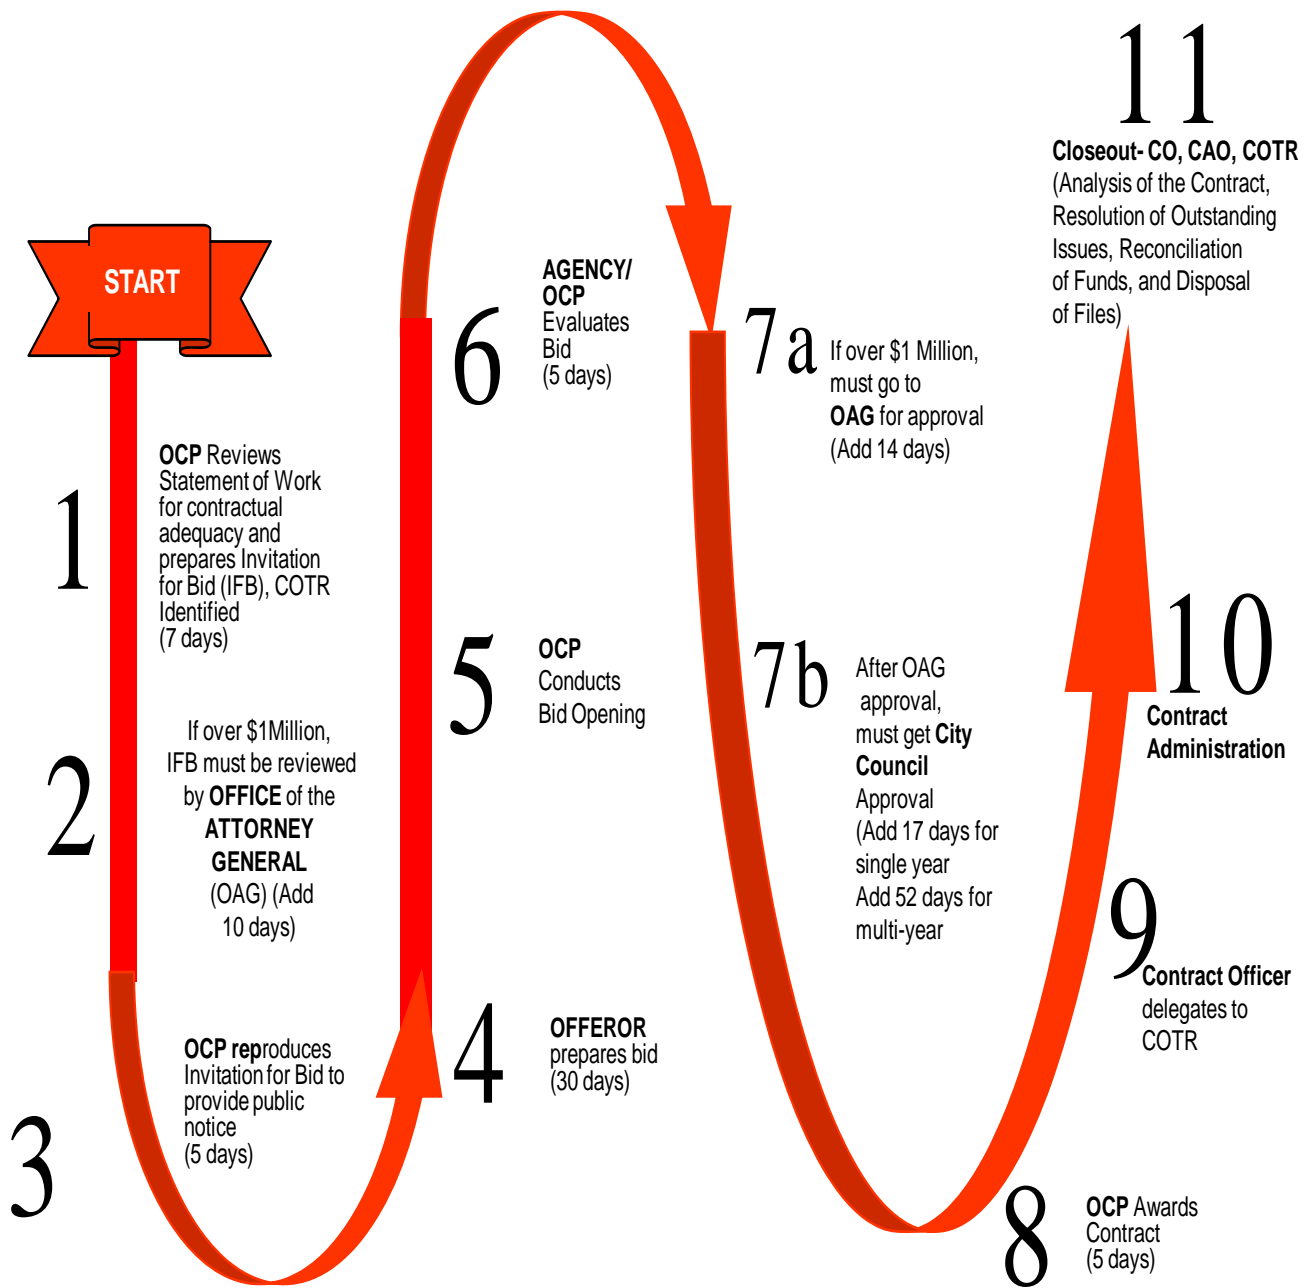 START
1
OCP Reviews
Statement of Work
for contractual
adequacy and
prepares Invitation
for Bid (IFB), COTR
Identified
(7 days)
2
If over $1Million,
IFB must be reviewed
by OFFICE of the
ATTORNEY
GENERAL
(OAG) (Add
10 days)
3
OCP reproduces
Invitation for Bid to
provide public
notice
(5 days)
4
OFFEROR
prepares bid
(30 days)
5
OCP
Conducts
Bid Opening
6
AGENCY/
OCP
Evaluates
Bid
(5 days)
7a
If over $1 Million,
must go to
OAG for approval
(Add 14 days)
7b
After OAG
approval,
must get City
Council
Approval
(Add 17 days for
single year
Add 52 days for
multi-year
8
OCP Awards
Contract
(5 days)
9
Contract Officer
delegates to
COTR
10
Contract
Administration
11
Closeout- CO, CAO, COTR
(Analysis of the Contract,
Resolution of Outstanding
Issues, Reconciliation
of Funds, and Disposal
of Files)